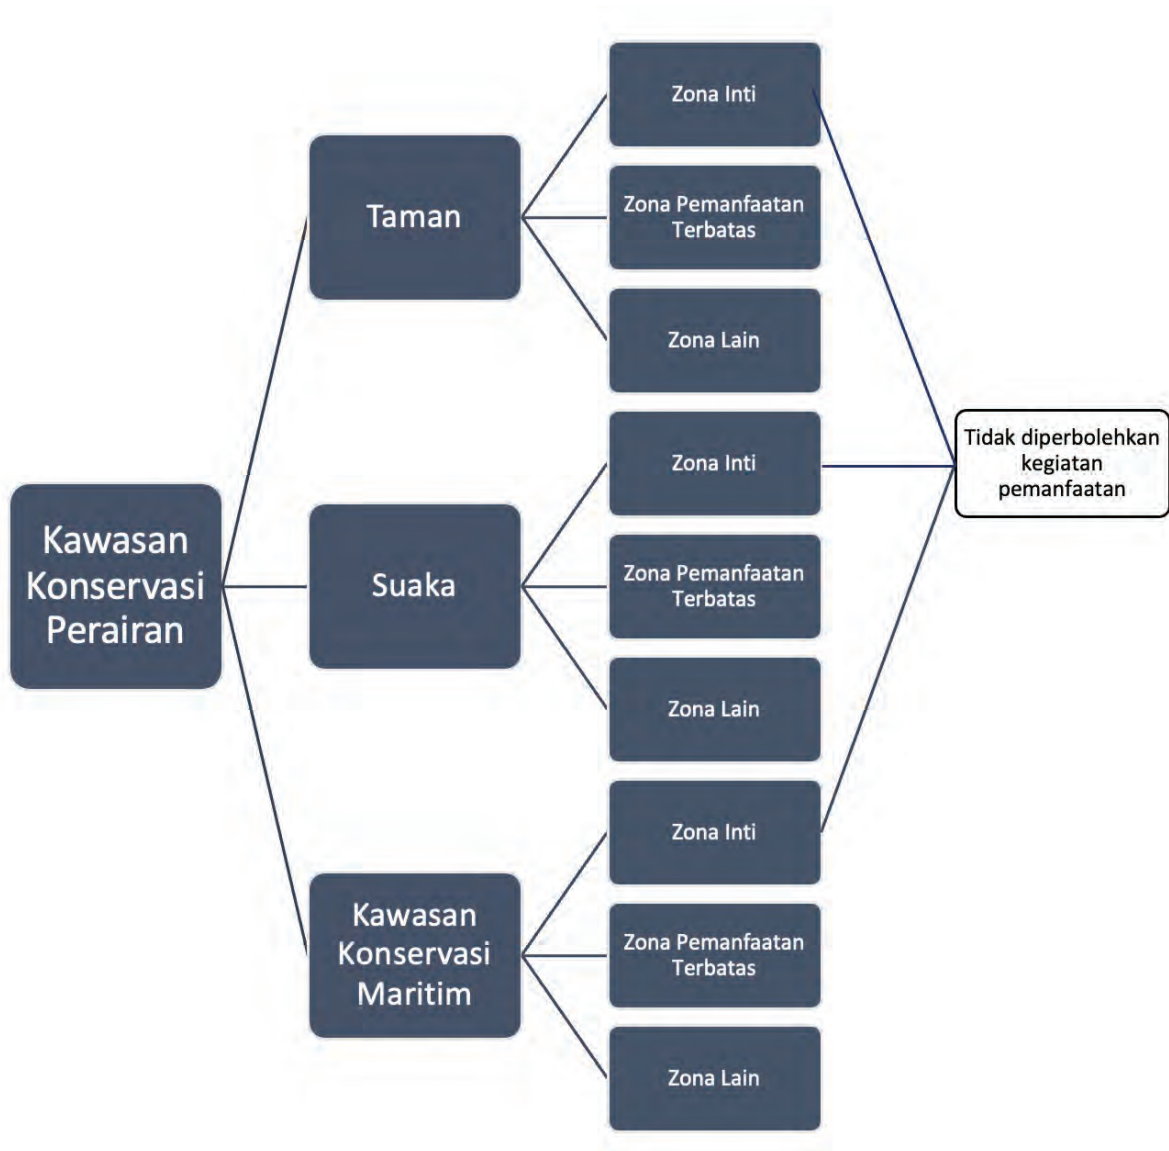 Kawasan
Konservasi
Perairan
Taman
Zona Inti
Zona Pemanfaatan
Terbatas
Zona Lain
Suaka
Zona Inti
Zona Pemanfaatan
Terbatas
Zona Lain
Kawasan
Konservasi
Maritim
Zona Inti
Zona Pemanfaatan
Terbatas
Zona Lain
Tidak diperbolehkan
kegiatan
pemanfaatan